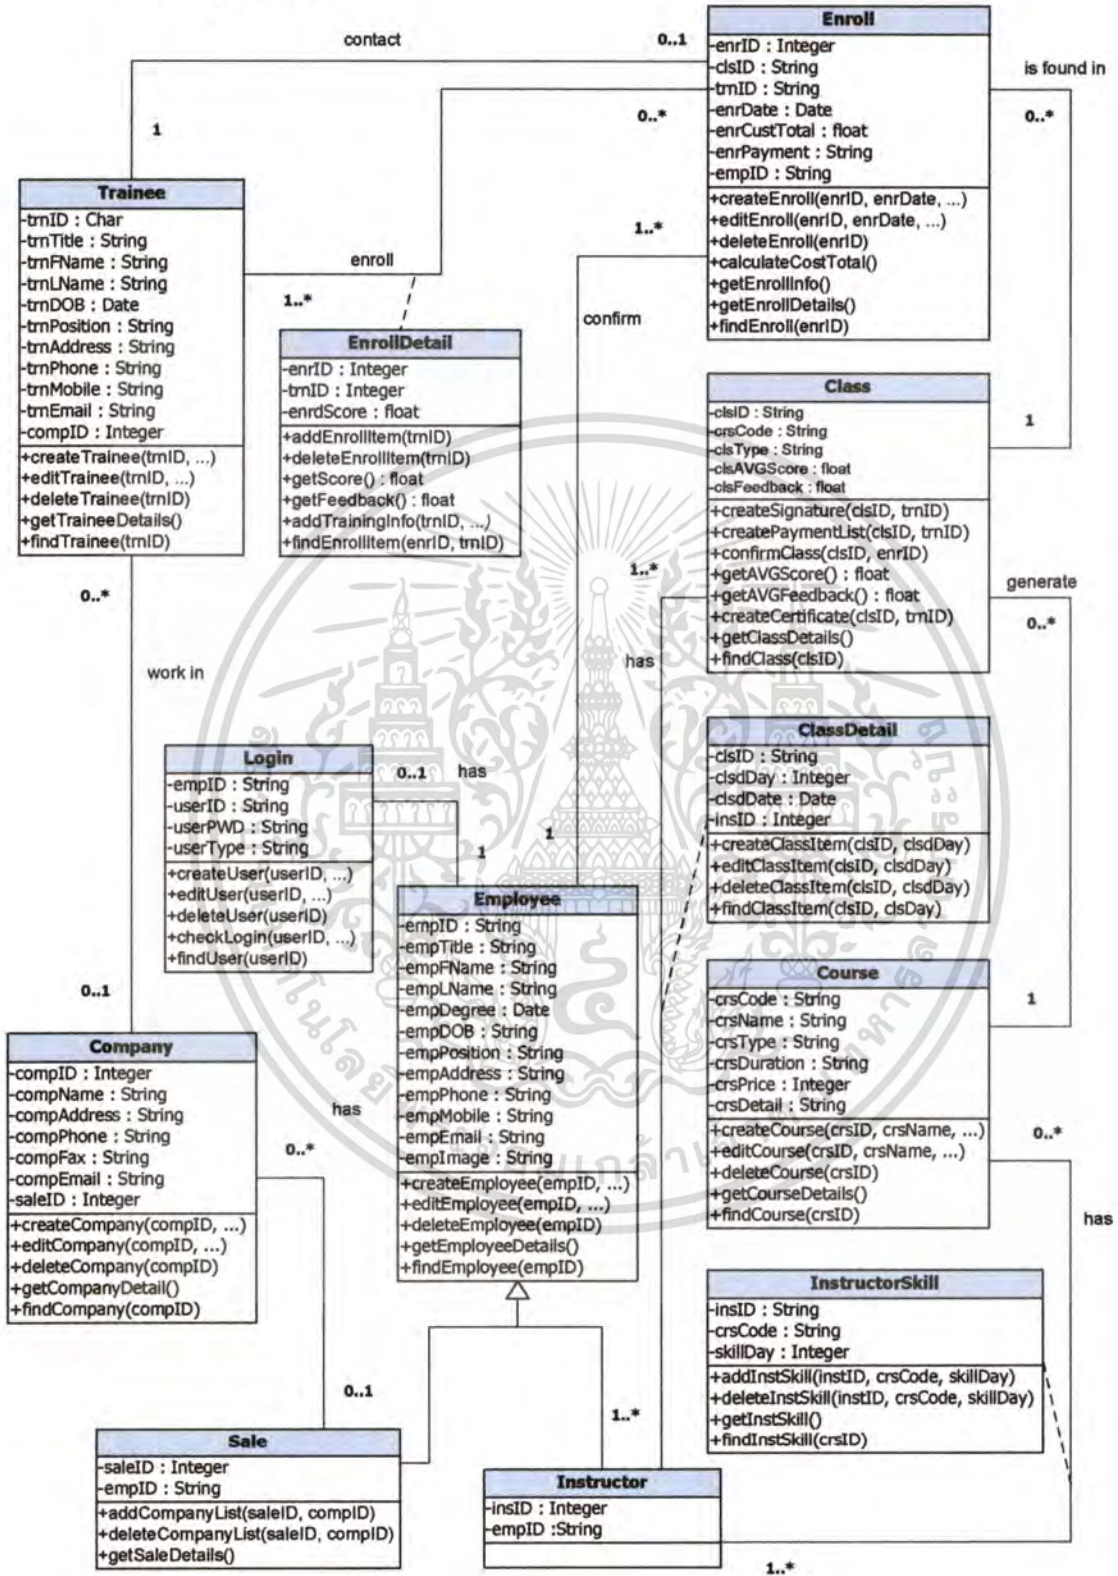 contact
0..1
1
enroll
0..*
1..*
Enroll
-enrID : Integer
-clsID : String
-trnID : String
-enrDate : Date
-enrCustTotal : float
-enrPayment : String
-empID : String
+createEnroll(enrID, enrDate, ...)
+editEnroll(enrID, enrDate, ...)
+deleteEnroll(enrID)
+calculateCostTotal()
+getEnrollInfo()
+getEnrollDetails()
+findEnroll(enrID)
is found in
0..*
1
Trainee
-trnID : Char
-trnTitle : String
-trnFName : String
-trnLName : String
-trnDOB : Date
-trnPosition : String
-trnAddress : String
-trnPhone : String
-trnMobile : String
-trnEmail : String
-compID : Integer
+createTrainee(trnID, ...)
+editTrainee(trnID, ...)
+deleteTrainee(trnID)
+getTraineeDetails()
+findTrainee(trnID)
EnrollDetail
-enrID : Integer
-trnID : Integer
-enrdScore : float
+addEnrollItem(trnID)
+deleteEnrollItem(trnID)
+getScore() : float
+getFeedback() : float
+addTrainingInfo(trnID, ...)
+findEnrollItem(enrID, trnID)
1..*
confirm
1
Class
-clsID : String
-crsCode : String
-clsType : String
-clsAVGScore : float
-clsFeedback : float
+createSignature(clsID, trnID)
+createPaymentList(clsID, trnID)
+confirmClass(clsID, enrID)
+getAVGScore() : float
+getAVGFeedback() : float
+createCertificate(clsID, trnID)
+getClassDetails()
+findClass(clsID)
1..*
has
generate
0..*
1
0..*
work in
0..1
Login
-empID : String
-userID : String
-userPWD : String
-userType : String
+createUser(userID, ...)
+editUser(userID, ...)
+deleteUser(userID)
+checkLogin(userID, ...)
+findUser(userID)
0..1
has
1
ClassDetail
-clsID : String
-clsdDay : Integer
-clsdDate : Date
-insID : Integer
+createClassItem(clsID, clsdDay)
+editClassItem(clsID, clsdDay)
+deleteClassItem(clsID, clsdDay)
+findClassItem(clsID, clsDay)
Employee
-empID : String
-empTitle : String
-empFName : String
-empLName : String
-empDegree : Date
-empDOB : String
-empPosition : String
-empAddress : String
-empPhone : String
-empMobile : String
-empEmail : String
-empImage : String
+createEmployee(empID, ...)
+editEmployee(empID, ...)
+deleteEmployee(empID)
+getEmployeeDetails()
+findEmployee(empID)
Course
-crsCode : String
-crsName : String
-crsType : String
-crsDuration : String
-crsPrice : Integer
-crsDetail : String
+createCourse(crsID, crsName, ...)
+editCourse(crsID, crsName, ...)
+deleteCourse(crsID)
+getCourseDetails()
+findCourse(crsID)
0..*
has
Company
-compID : Integer
-compName : String
-compAddress : String
-compPhone : String
-compFax : String
-compEmail : String
-saleID : Integer
+createCompany(compID, ...)
+editCompany(compID, ...)
+deleteCompany(compID)
+getCompanyDetail()
+findCompany(compID)
has
0..*
0..1
InstructorSkill
-insID : String
-crsCode : String
-skillDay : Integer
+addInstSkill(instID, crsCode, skillDay)
+deleteInstSkill(instID, crsCode, skillDay)
+getInstSkill()
+findInstSkill(crsID)
Sale
-saleID : Integer
-empID : String
+addCompanyList(saleID, compID)
+deleteCompanyList(saleID, compID)
+getSaleDetails()
1..*
Instructor
-insID : Integer
-empID :String
1..*